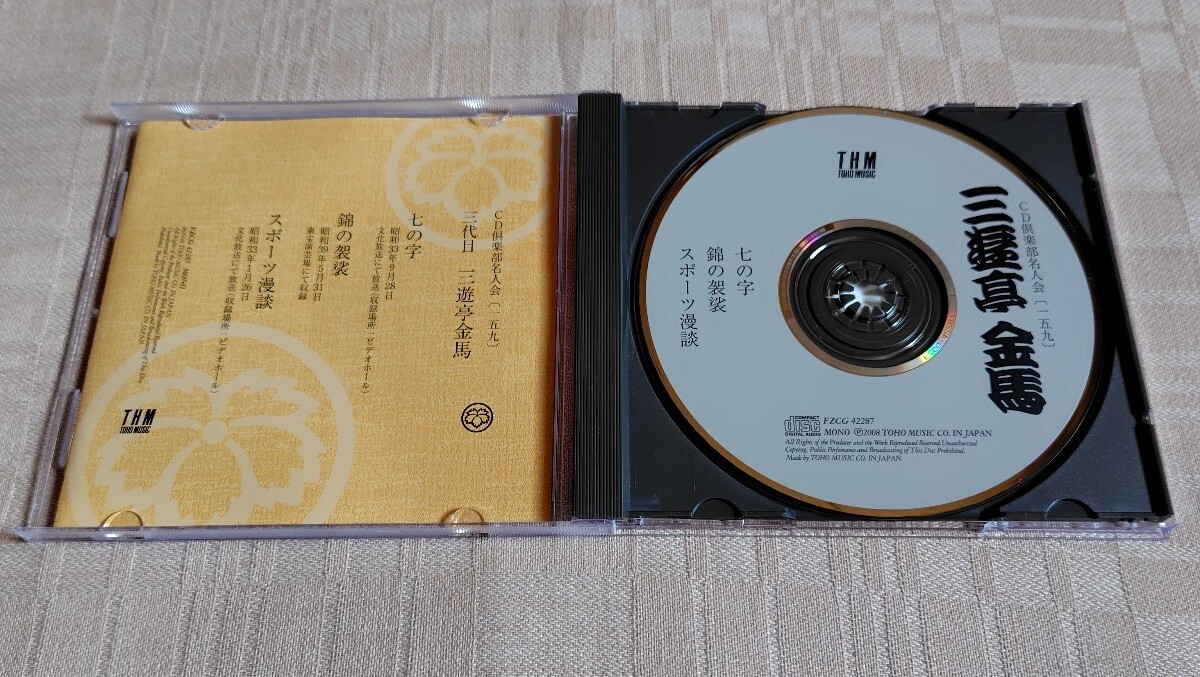 CD倶楽部名人会〔一五九〕
三代目　三遊亭金馬
七の字
昭和33年9月28日
文化放送にて放送（収録場所：ビデオホール）
錦の袈裟
昭和39年5月31日
東宝演芸場にて収録
スポーツ漫談
昭和33年1月26日
文化放送にて放送（収録場所：ビデオホール）
FZCG 42287 MONO
THM
TOHO MUSIC
THM
TOHO MUSIC
CD倶楽部名人会〔一五九〕
三遊亭 金馬
七の字
錦の袈裟
スポーツ漫談
COMPACT
disc
DIGITAL AUDIO
FZCG 42287
MONO ℗2008 TOHO MUSIC CO. IN JAPAN
All Rights of the Producer and the Work Reproduced Reserved.Unauthorized
Copying, Public Perfomance and Broadcasting of This Disc Prohibited.
Made by TOHO MUSIC CO. IN JAPAN.